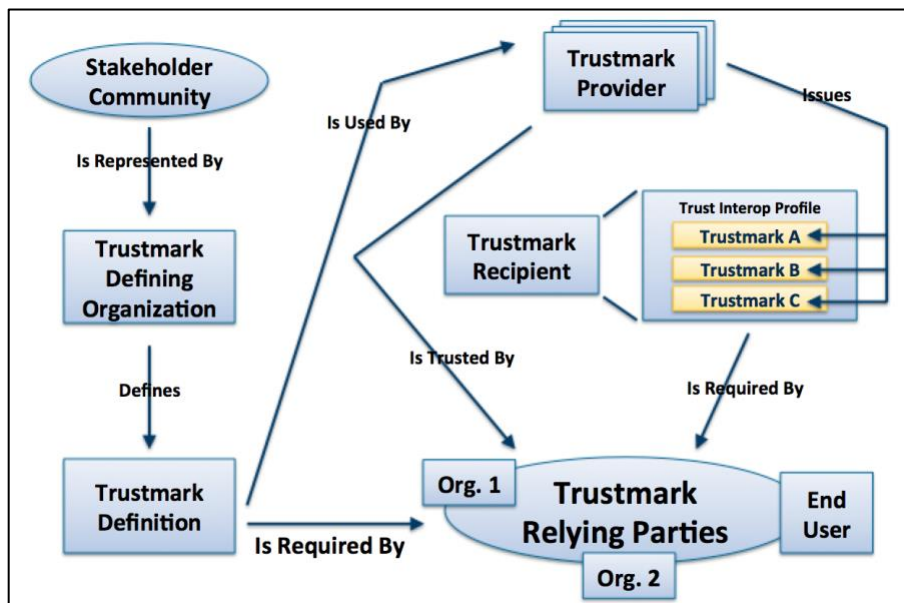 Stakeholder
Community
Is Represented By
Trustmark
Defining
Organization
Defines
Trustmark
Definition
Is Used By
Is Required By
Trustmark
Provider
Issues
Trustmark
Recipient
Trust Interop Profile
Trustmark A
Trustmark B
Trustmark C
Is Trusted By
Is Required By
Org. 1
Trustmark
Relying Parties
Org. 2
End
User